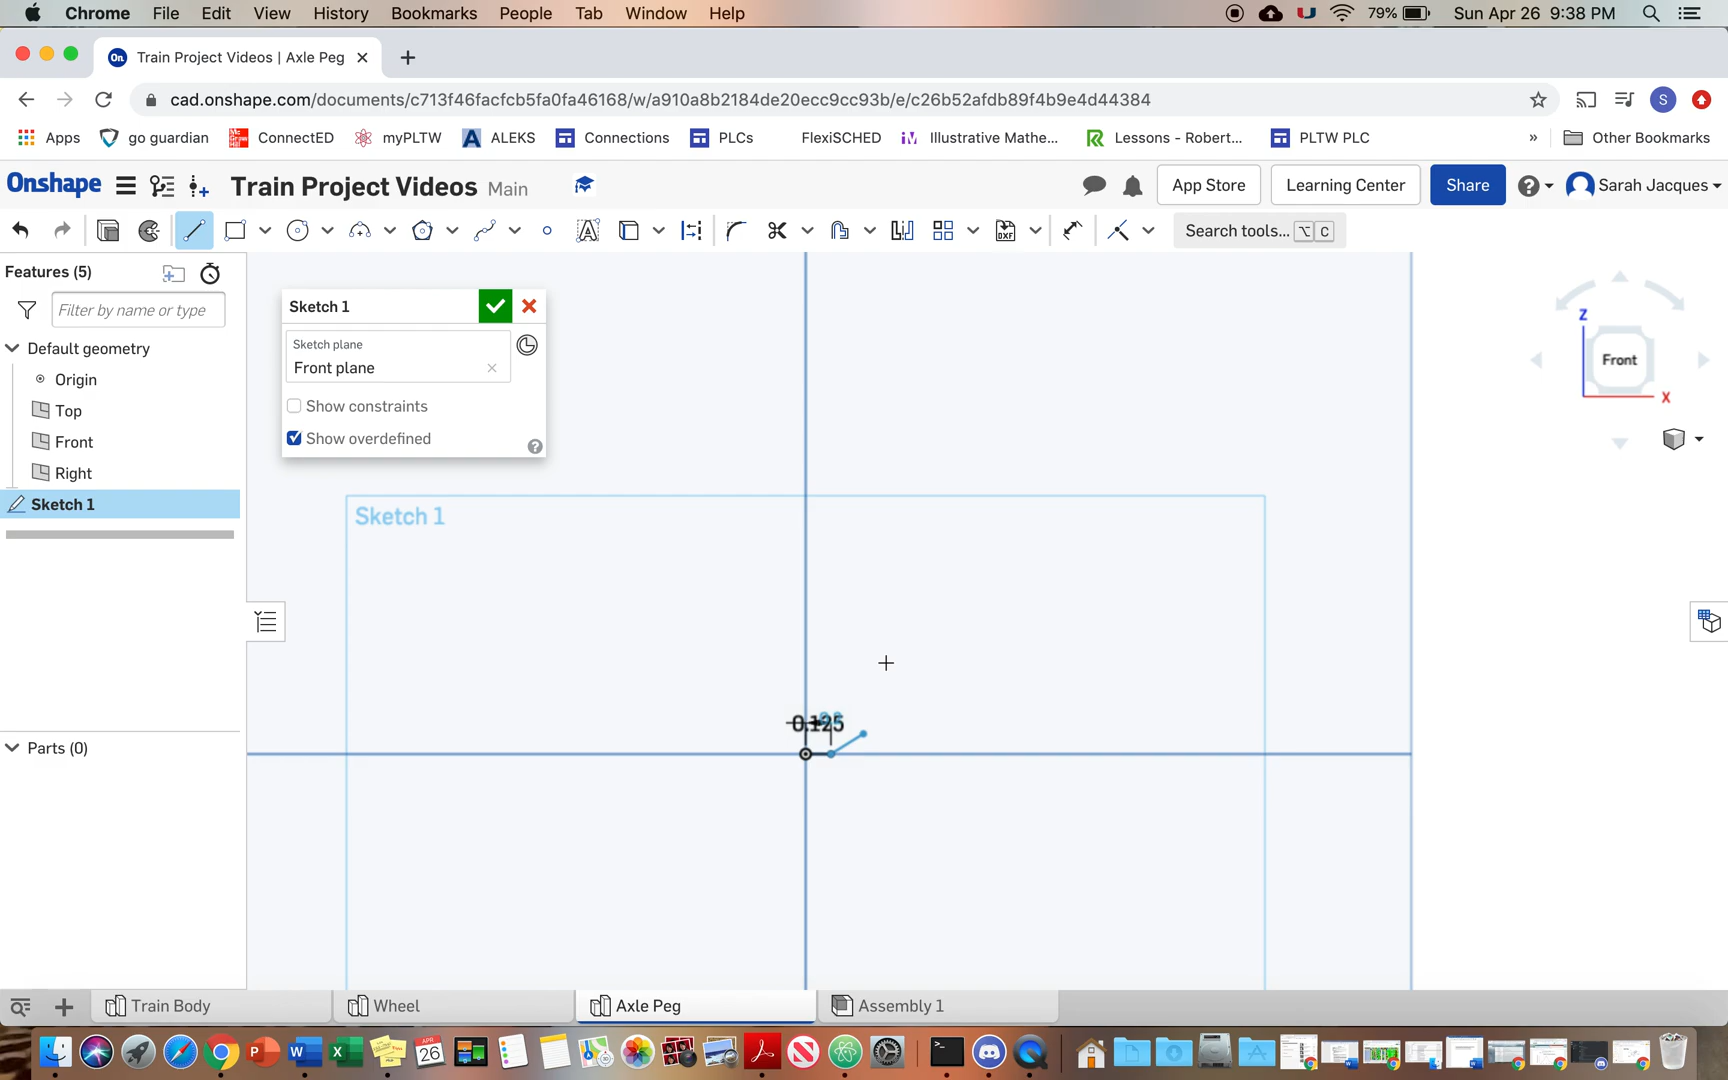 Chrome File Edit View History Bookmarks People Tab Window Help 79% Sun Apr 26 9:38 PM
On Train Project Videos | Axle Peg
cad.onshape.com/documents/c713f46facfcb5fa0fa46168/w/a910a8b2184de20ecc9cc93b/e/c26b52afdb89f4b9e4d44384 S
Apps go guardian ConnectED myPLTW ALEKS Connections PLCs FlexiSCHED Illustrative Mathe... Lessons - Robert... PLTW PLC » Other Bookmarks
Onshape Train Project Videos Main App Store Learning Center Share Sarah Jacques
Search tools... ⌥ C
Features (5)
Filter by name or type
Default geometry
Origin
Top
Front
Right
Sketch 1
Parts (0)
Sketch 1
Sketch plane
Front plane
Show constraints
Show overdefined
Sketch 1
0.125
Z
Front
X
Train Body Wheel Axle Peg Assembly 1
APR
26